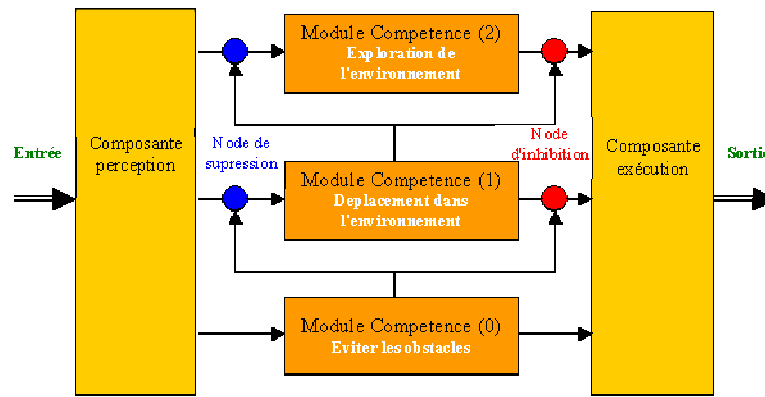 Module Competence (2)
Exploration de
l'environnement
Entrée
Composante
perception
Node de
supression
Node
d'inhibition
Composante
exécution
Sortie
Module Competence (1)
Deplacement dans
l'environnement
Module Competence (0)
Eviter les obstacles